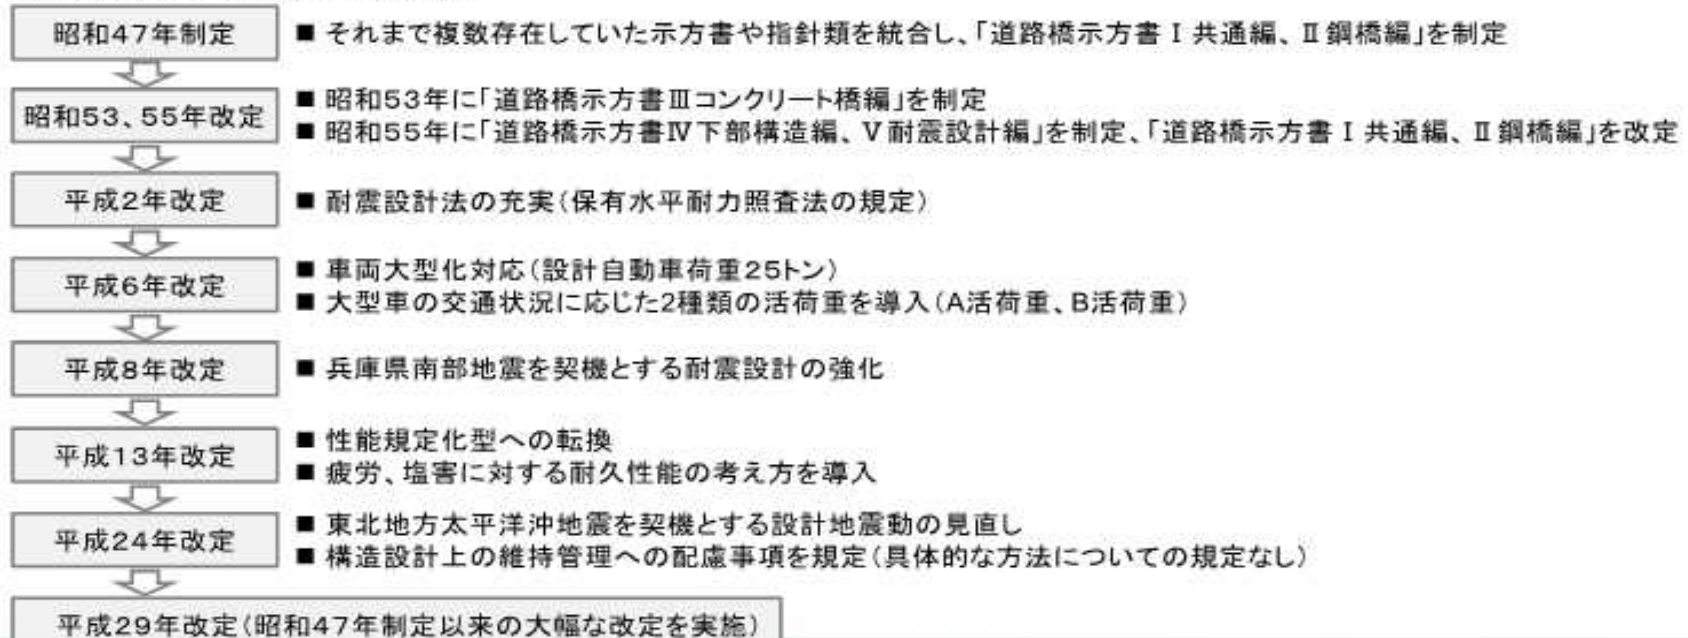 昭和47年制定
■ それまで複数存在していた示方書や指針類を統合し、「道路橋示方書Ⅰ共通編、Ⅱ鋼橋編」を制定
昭和53、55年改定
■ 昭和53年に「道路橋示方書Ⅲコンクリート橋編」を制定
■ 昭和55年に「道路橋示方書Ⅳ下部構造編、Ⅴ耐震設計編」を制定、「道路橋示方書Ⅰ共通編、Ⅱ鋼橋編」を改定
平成2年改定
■ 耐震設計法の充実(保有水平耐力照査法の規定)
平成6年改定
■ 車両大型化対応(設計自動車荷重25トン)
■ 大型車の交通状況に応じた2種類の活荷重を導入(A活荷重、B活荷重)
平成8年改定
■ 兵庫県南部地震を契機とする耐震設計の強化
平成13年改定
■ 性能規定化型への転換
■ 疲労、塩害に対する耐久性能の考え方を導入
平成24年改定
■ 東北地方太平洋沖地震を契機とする設計地震動の見直し
■ 構造設計上の維持管理への配慮事項を規定(具体的な方法についての規定なし)
平成29年改定(昭和47年制定以来の大幅な改定を実施)